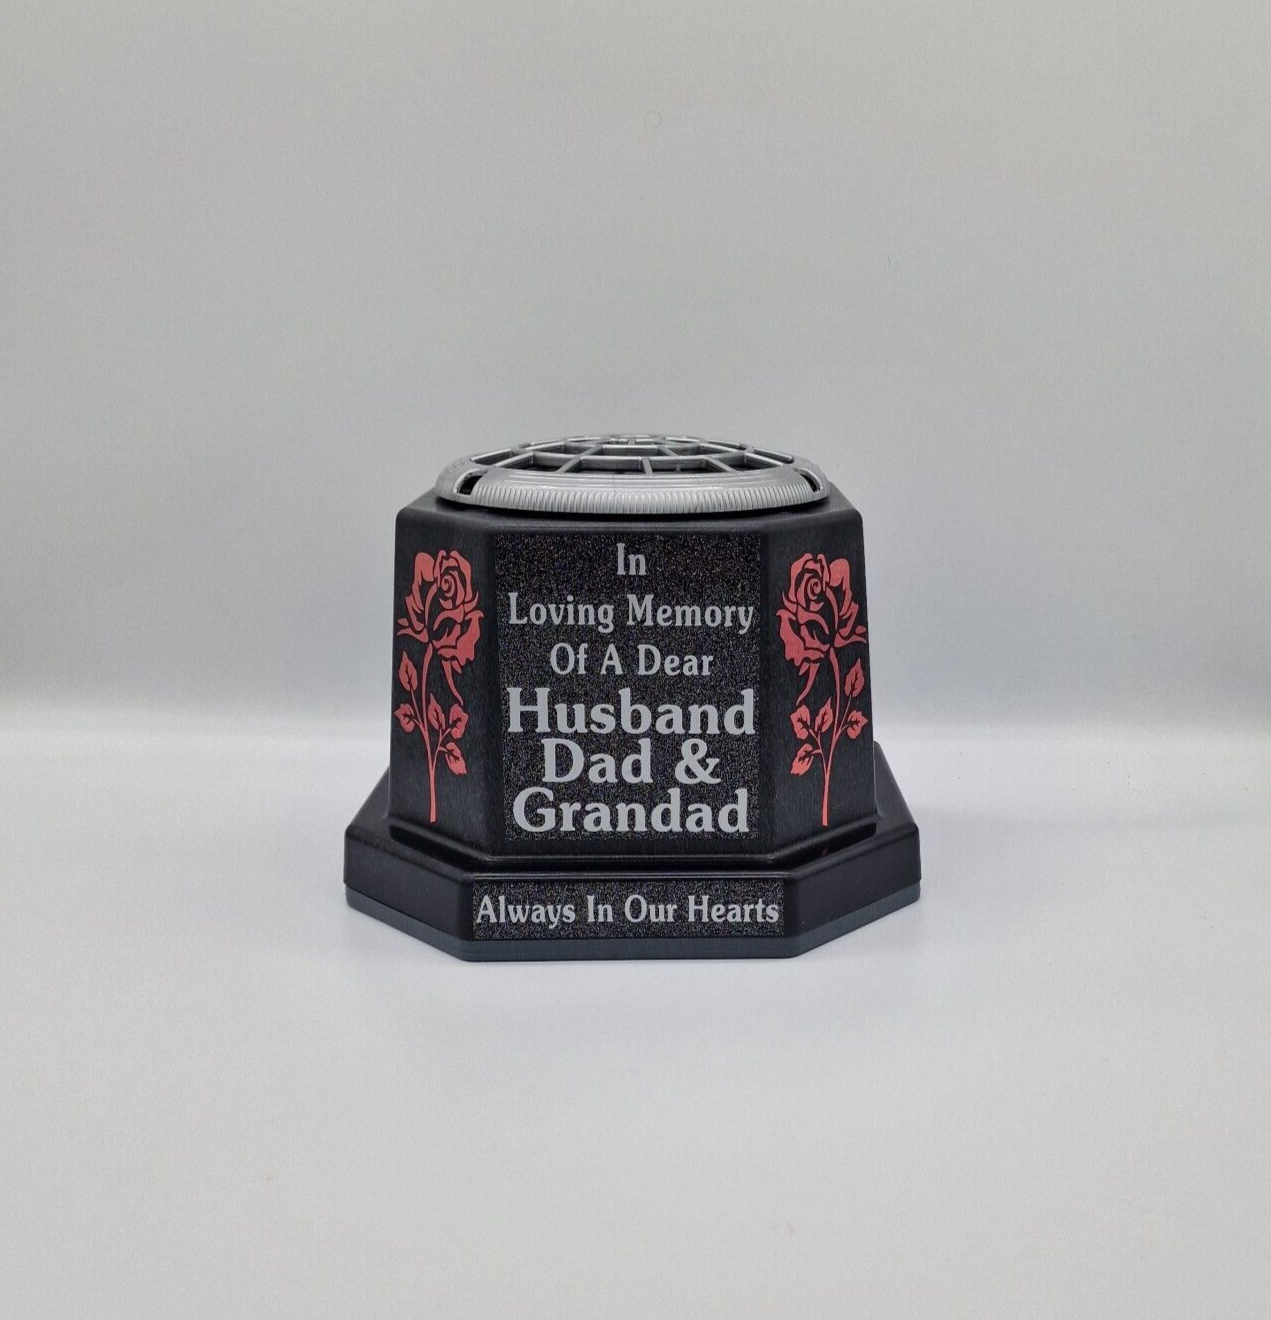 In
Loving Memory
Of A Dear
Husband
Dad &
Grandad
Always In Our Hearts